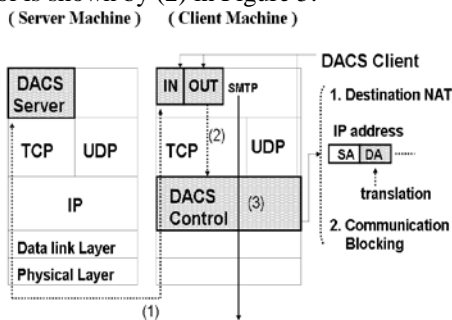 or is shown by (2) in Figure 3.
( Server Machine ) ( Client Machine )
DACS Client
DACS
Server
IN OUT SMTP
1. Destination NAT
IP address
SA DA
translation
2. Communication
Blocking
TCP UDP
(2)
TCP UDP
IP
DACS
Control
(3)
Data link Layer
Physical Layer
(1)